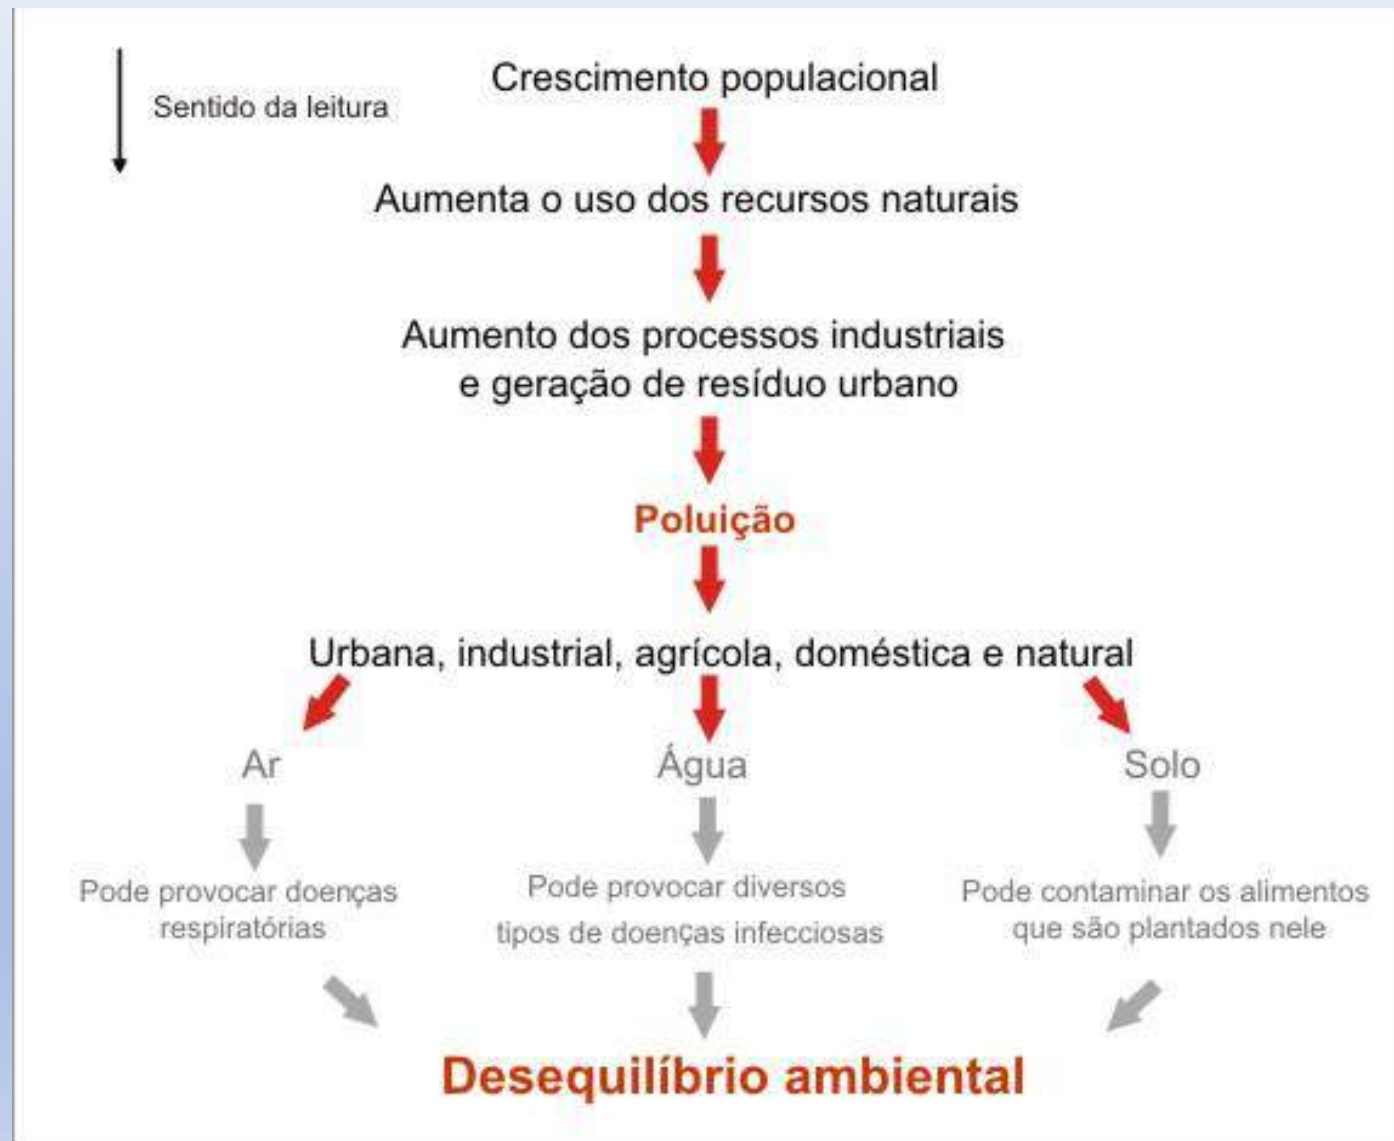 Sentido da leitura
Crescimento populacional
Aumenta o uso dos recursos naturais
Aumento dos processos industriais
e geração de resíduo urbano
Poluição
Urbana, industrial, agrícola, doméstica e natural
Ar
Água
Solo
Pode provocar doenças
respiratórias
Pode provocar diversos
tipos de doenças infecciosas
Pode contaminar os alimentos
que são plantados nele
Desequilíbrio ambiental